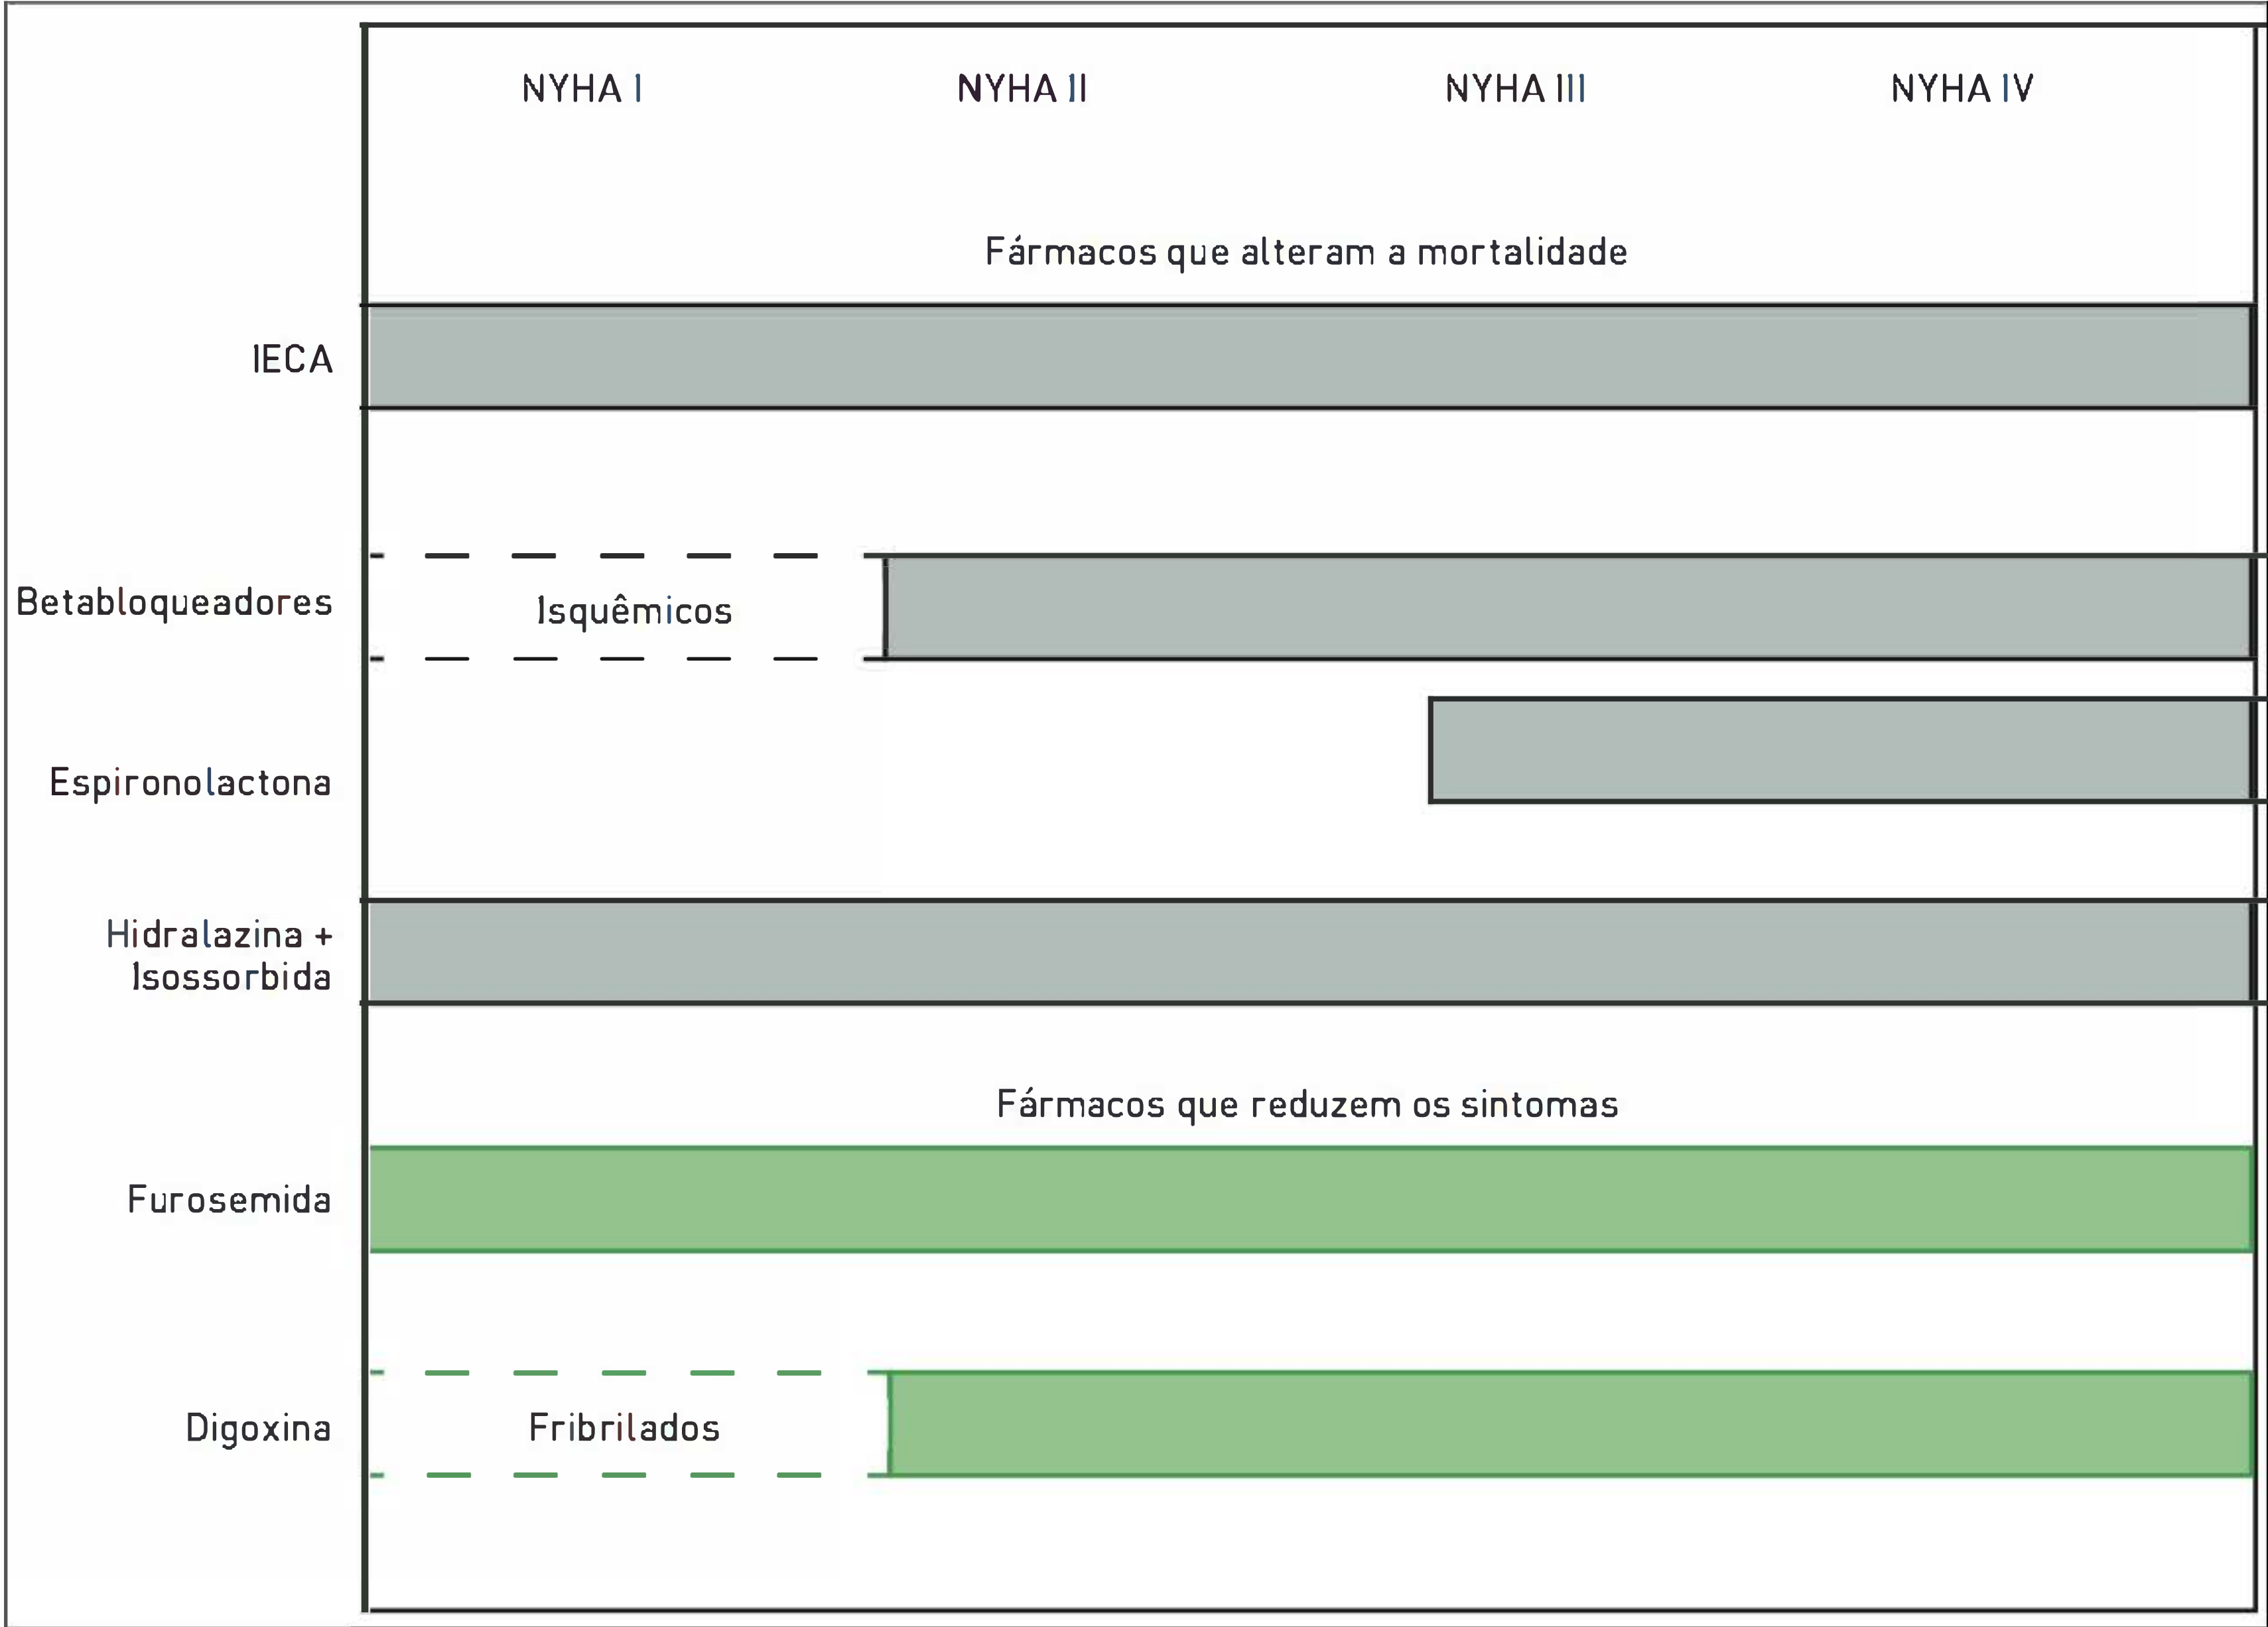 NYHA I NYHA II NYHA III NYHA IV
Fármacos que alteram a mortalidade
IECA
Betabloqueadores
Isquêmicos
Espironolactona
Hidralazina +
Isossorbida
Fármacos que reduzem os sintomas
Furosemida
Digoxina
Fribrilados